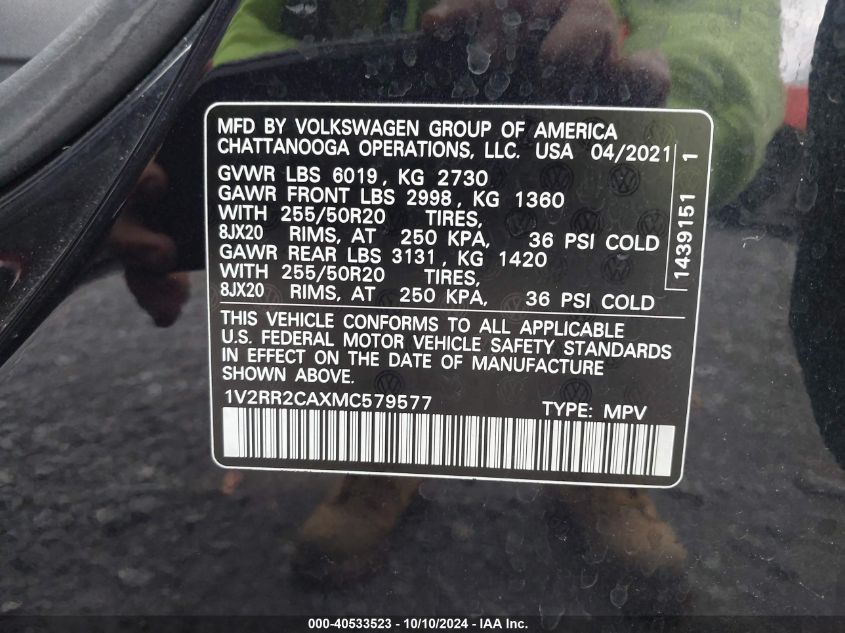 MFD BY VOLKSWAGEN GROUP OF AMERICA
CHATTANOOGA OPERATIONS, LLC. USA 04/2021
GVWR LBS 6019, KG 2730
GAWR FRONT LBS 2998, KG 1360
WITH 255/50R20 TIRES,
8JX20 RIMS, AT 250 KPA, 36 PSI COLD
GAWR REAR LBS 3131, KG 1420
WITH 255/50R20 TIRES,
8JX20 RIMS, AT 250 KPA, 36 PSI COLD
1439151 1
THIS VEHICLE CONFORMS TO ALL APPLICABLE
U.S. FEDERAL MOTOR VEHICLE SAFETY STANDARDS
IN EFFECT ON THE DATE OF MANUFACTURE
SHOWN ABOVE.
1V2RR2CAXMC579577 TYPE: MPV
000-40533523 - 10/10/2024 - IAA Inc.